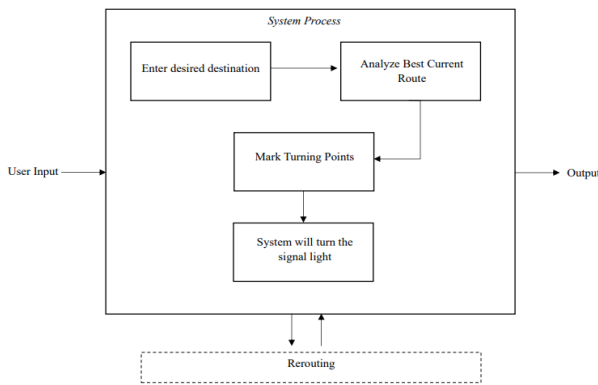 System Process
Enter desired destination
Analyze Best Current
Route
Mark Turning Points
User Input
Output
System will turn the
signal light
Rerouting